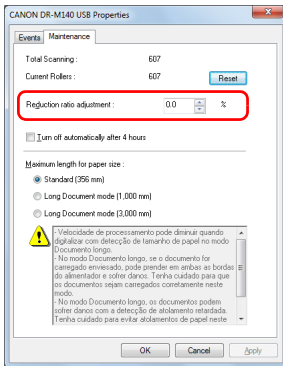 CANON DR-M140 USB Properties
Events Maintenance
Total Scanning : 607
Current Rollers : 607 Reset
Reduction ratio adjustment : 0.0 %
Turn off automatically after 4 hours
Maximum length for paper size :
Standard (356 mm)
Long Document mode (1,000 mm)
Long Document mode (3,000 mm)
- Velocidade de processamento pode diminuir quando
digitalizar com detecção de tamanho de papel no modo
Documento longo.
- No modo Documento longo, se o documento for
carregado enviesado, pode prender em ambas as bordas
do alimentador e sofrer danos. Tenha cuidado para que
os documentos sejam carregados corretamente neste
modo.
- No modo Documento longo, os documentos podem
sofrer danos com a detecção de atolamento retardada.
Tenha cuidado para evitar atolamentos de papel neste
OK Cancel Apply